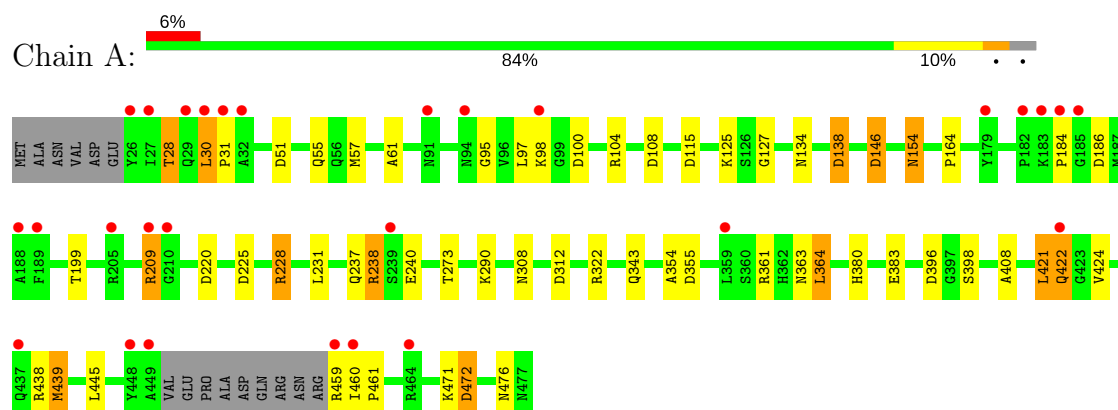 6%
Chain A:
84% 10% • •
MET ALA ASN VAL ASP GLU Y26 I27 T28 Q29 L30 P31 A32 D51 Q55 Q56 M57 A61 N91 N94 G95 V96 L97 K98 G99 D100 R104 D108 D115 K125 S126 G127 N134 D138 D146 N154 P164 Y179 P182 K183 P184 G185 D186 M187
A188 F189 T199 R205 R209 G210 D220 D225 R228 L231 Q237 R238 S239 E240 T273 K290 N308 D312 R322 Q343 A354 D355 L359 S360 R361 H362 N363 L364 H380 E383 D396 G397 S398 A408 L421 Q422 G423 V424
Q437 R438 M439 L445 Y448 A449 VAL GLU PRO ALA ASP GLN ARG ASN ARG R459 I460 P461 R464 K471 D472 N476 N477